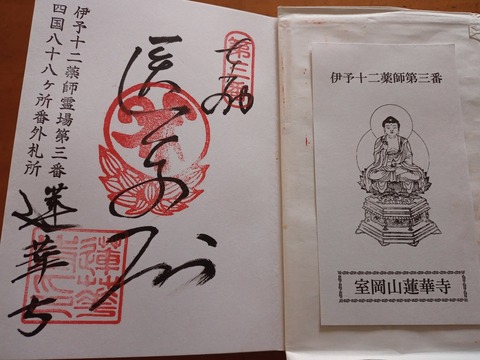 奉拝
伊予十二薬師霊場第三番
四国八十八ヶ所番外札所
蓮華寺
伊予十二薬師第三番
室岡山蓮華寺